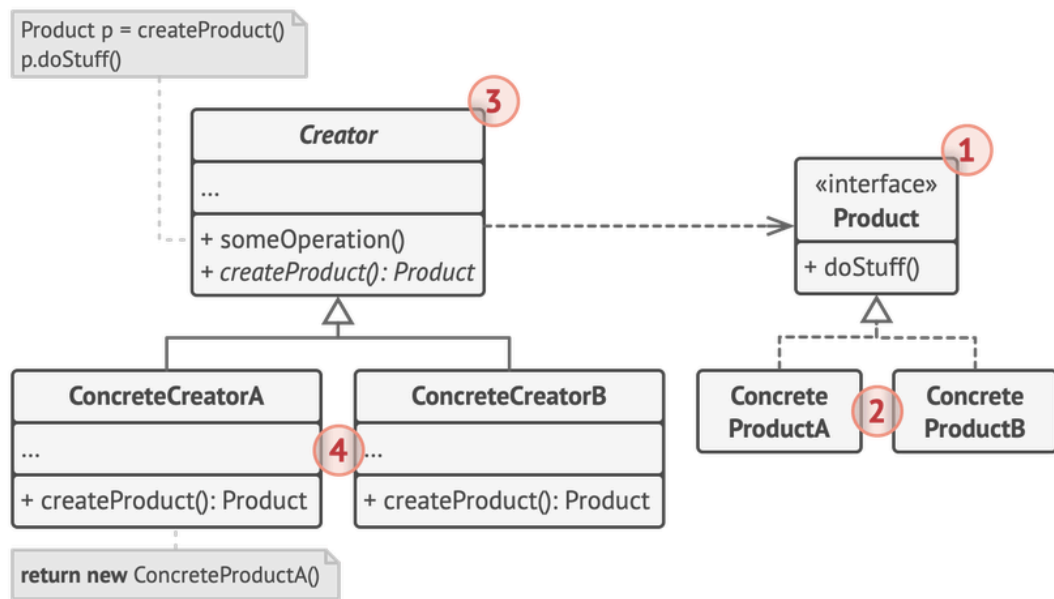 Product p = createProduct()
p.doStuff()
3
Creator
...
+ someOperation()
+ createProduct(): Product
1
«interface»
Product
+ doStuff()
ConcreteCreatorA
...
+ createProduct(): Product
4
ConcreteCreatorB
...
+ createProduct(): Product
Concrete
ProductA
2
Concrete
ProductB
return new ConcreteProductA()